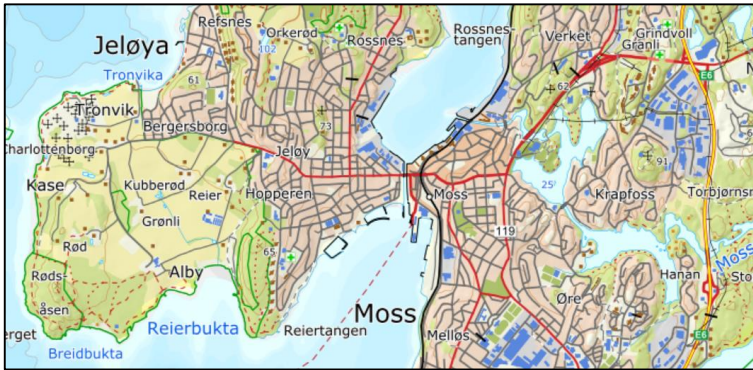 Refsnes
Orkerød
Rossnes-
tangen
Verket
Grindvoll
Granli
Jeløya
102
Rossnes
Tronvika
61
62
E6
Tronvik
Bergersborg
73
Charlottenborg
Jeløy
91
Kase
Kubberød
Reier
Hopperen
Moss
25
Krapfoss
Torbjørnsr
Grønli
119
Rød
65
Hanan
Moss
Røds-
åsen
Alby
Sto
Øre
Moss
erget
Reierbukta
Reiertangen
Melløs
E6
Breidbukta